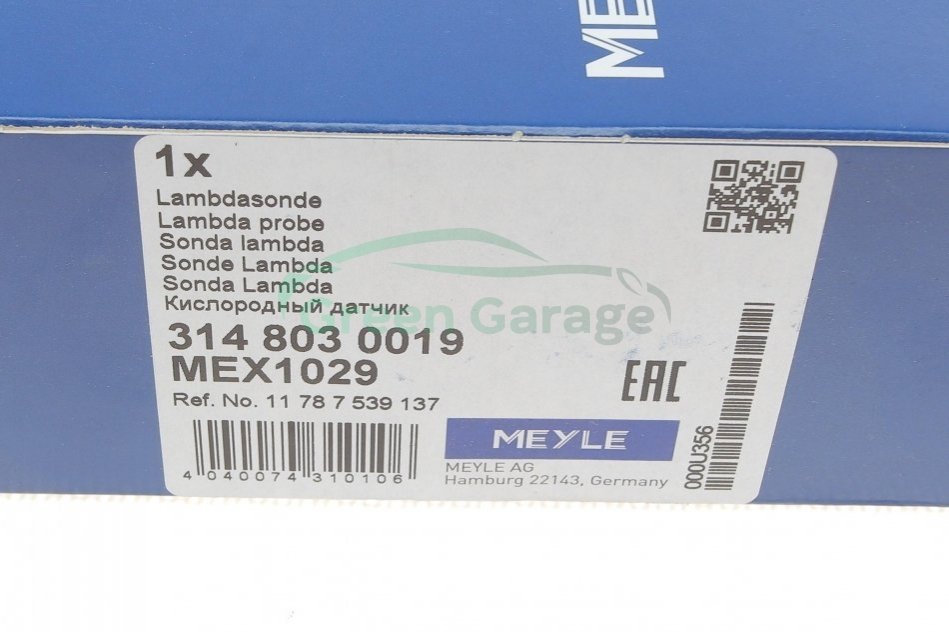 MEYLE
1x
Lambdasonde
Lambda probe
Sonda lambda
Sonde Lambda
Sonda Lambda
Кислородный датчик
Green Garage
314 803 0019
MEX1029
EAC
Ref. No. 11 78 7 539 137
MEYLE
4 040074 310106
MEYLE AG
Hamburg 22143, Germany
000U356